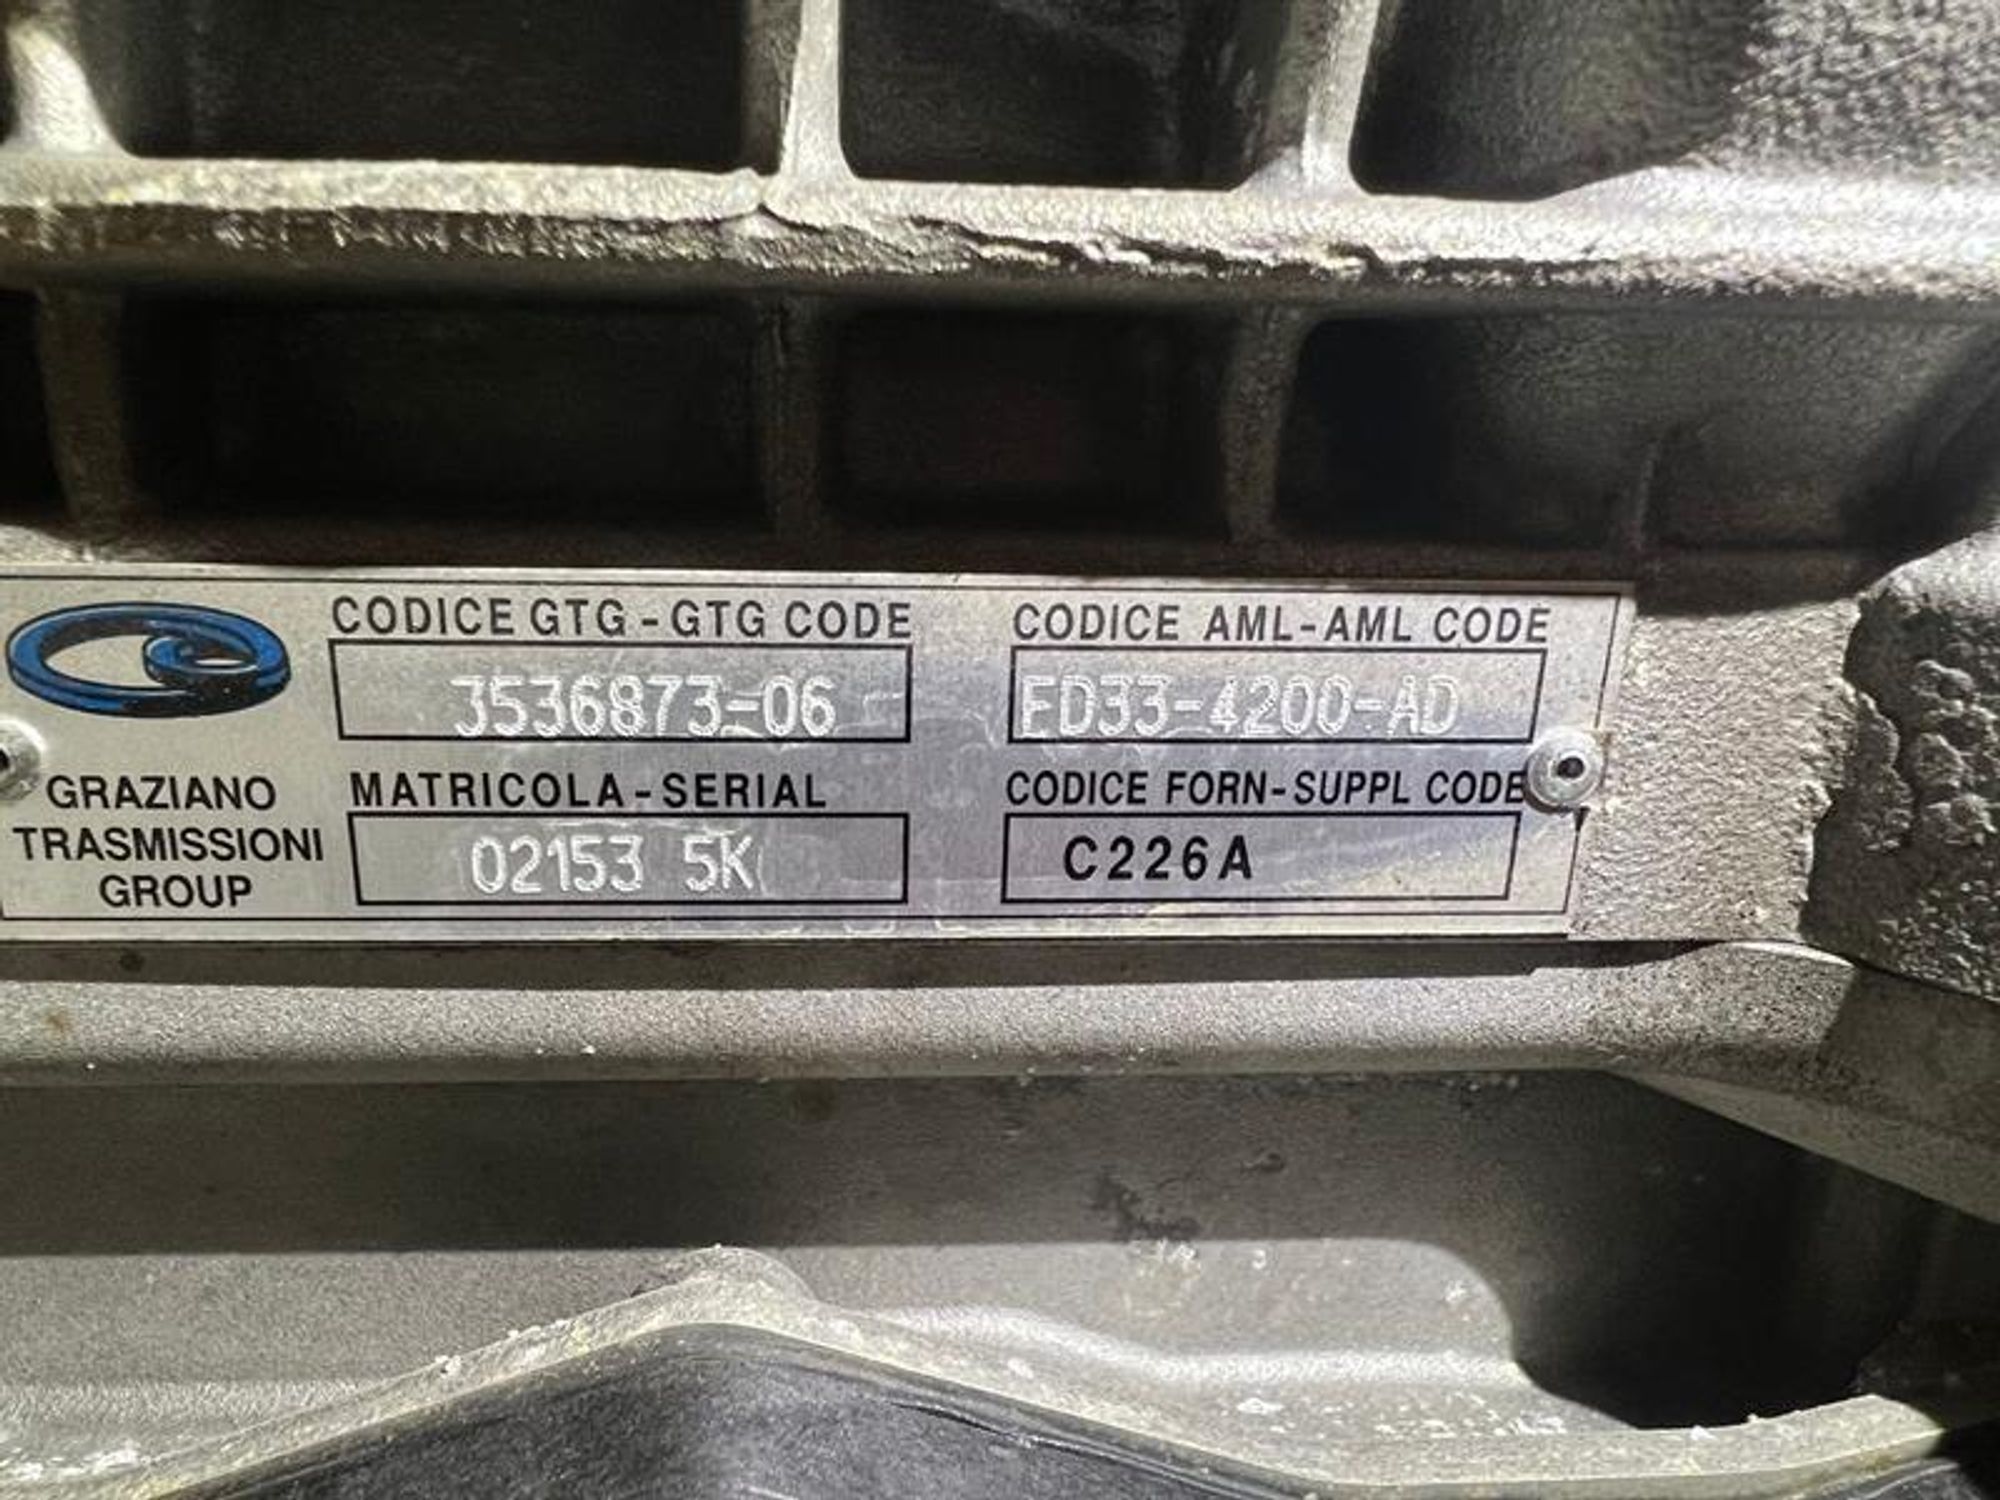 CODICE GTG-GTG CODE
3536873-06
CODICE AML-AML CODE
ED33-4200-AD
GRAZIANO
TRASMISSIONI
GROUP
MATRICOLA-SERIAL
02153 5K
CODICE FORN-SUPPL CODE
C226A